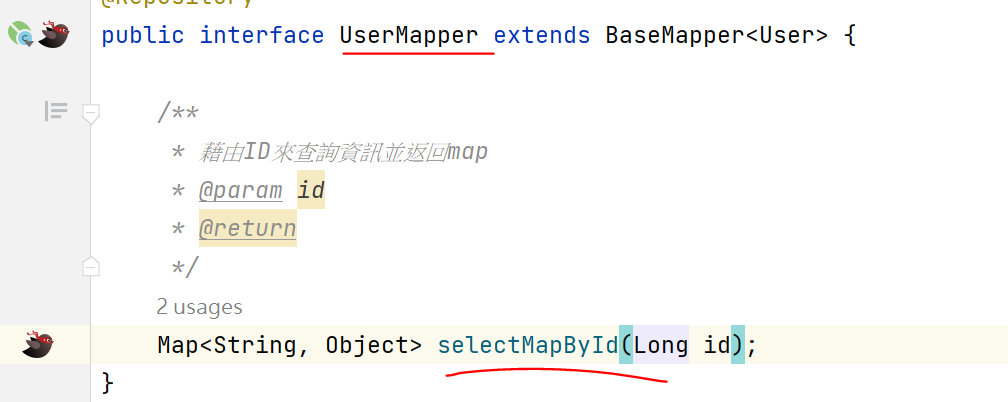 @Repository
public interface UserMapper extends BaseMapper<User> {
/**
* 藉由ID來查詢資訊並返回map
* @param id
* @return
*/
2 usages
Map<String, Object> selectMapById(Long id);
}